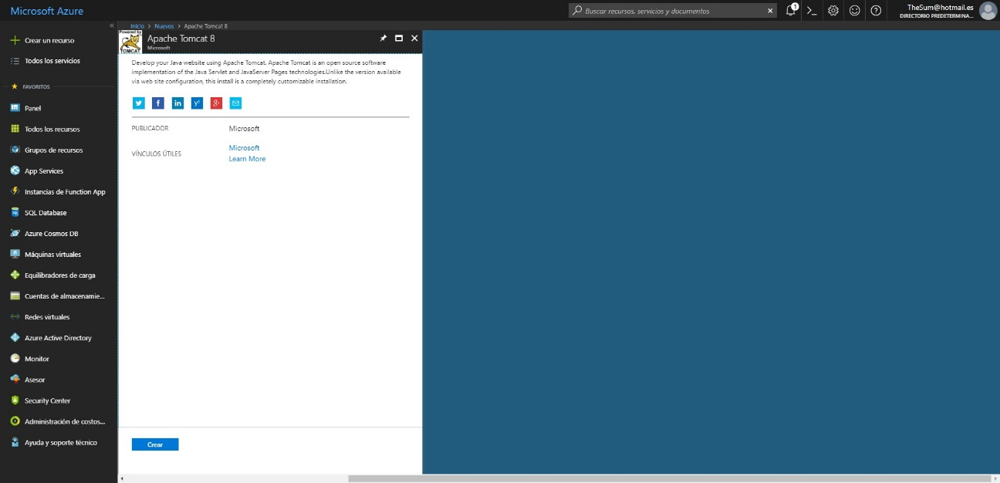 Microsoft Azure
Buscar recursos, servicios y documentos
1
TheSum@hotmail.es
DIRECTORIO PREDETERMINA...
Inicio > Nuevos > Apache Tomcat 8
Powered by
TOMCAT
Apache Tomcat 8
Microsoft
Crear un recurso
Todos los servicios
FAVORITOS
Panel
Todos los recursos
Grupos de recursos
App Services
Instancias de Function App
SQL Database
Azure Cosmos DB
Máquinas virtuales
Equilibradores de carga
Cuentas de almacenamie...
Redes virtuales
Azure Active Directory
Monitor
Asesor
Security Center
Administración de costos...
Ayuda y soporte técnico
Develop your Java website using Apache Tomcat. Apache Tomcat is an open source software
implementation of the Java Servlet and JavaServer Pages technologies.Unlike the version available
via web site configuration, this install is a completely customizable installation.
PUBLICADOR
Microsoft
VÍNCULOS ÚTILES
Microsoft
Learn More
Crear